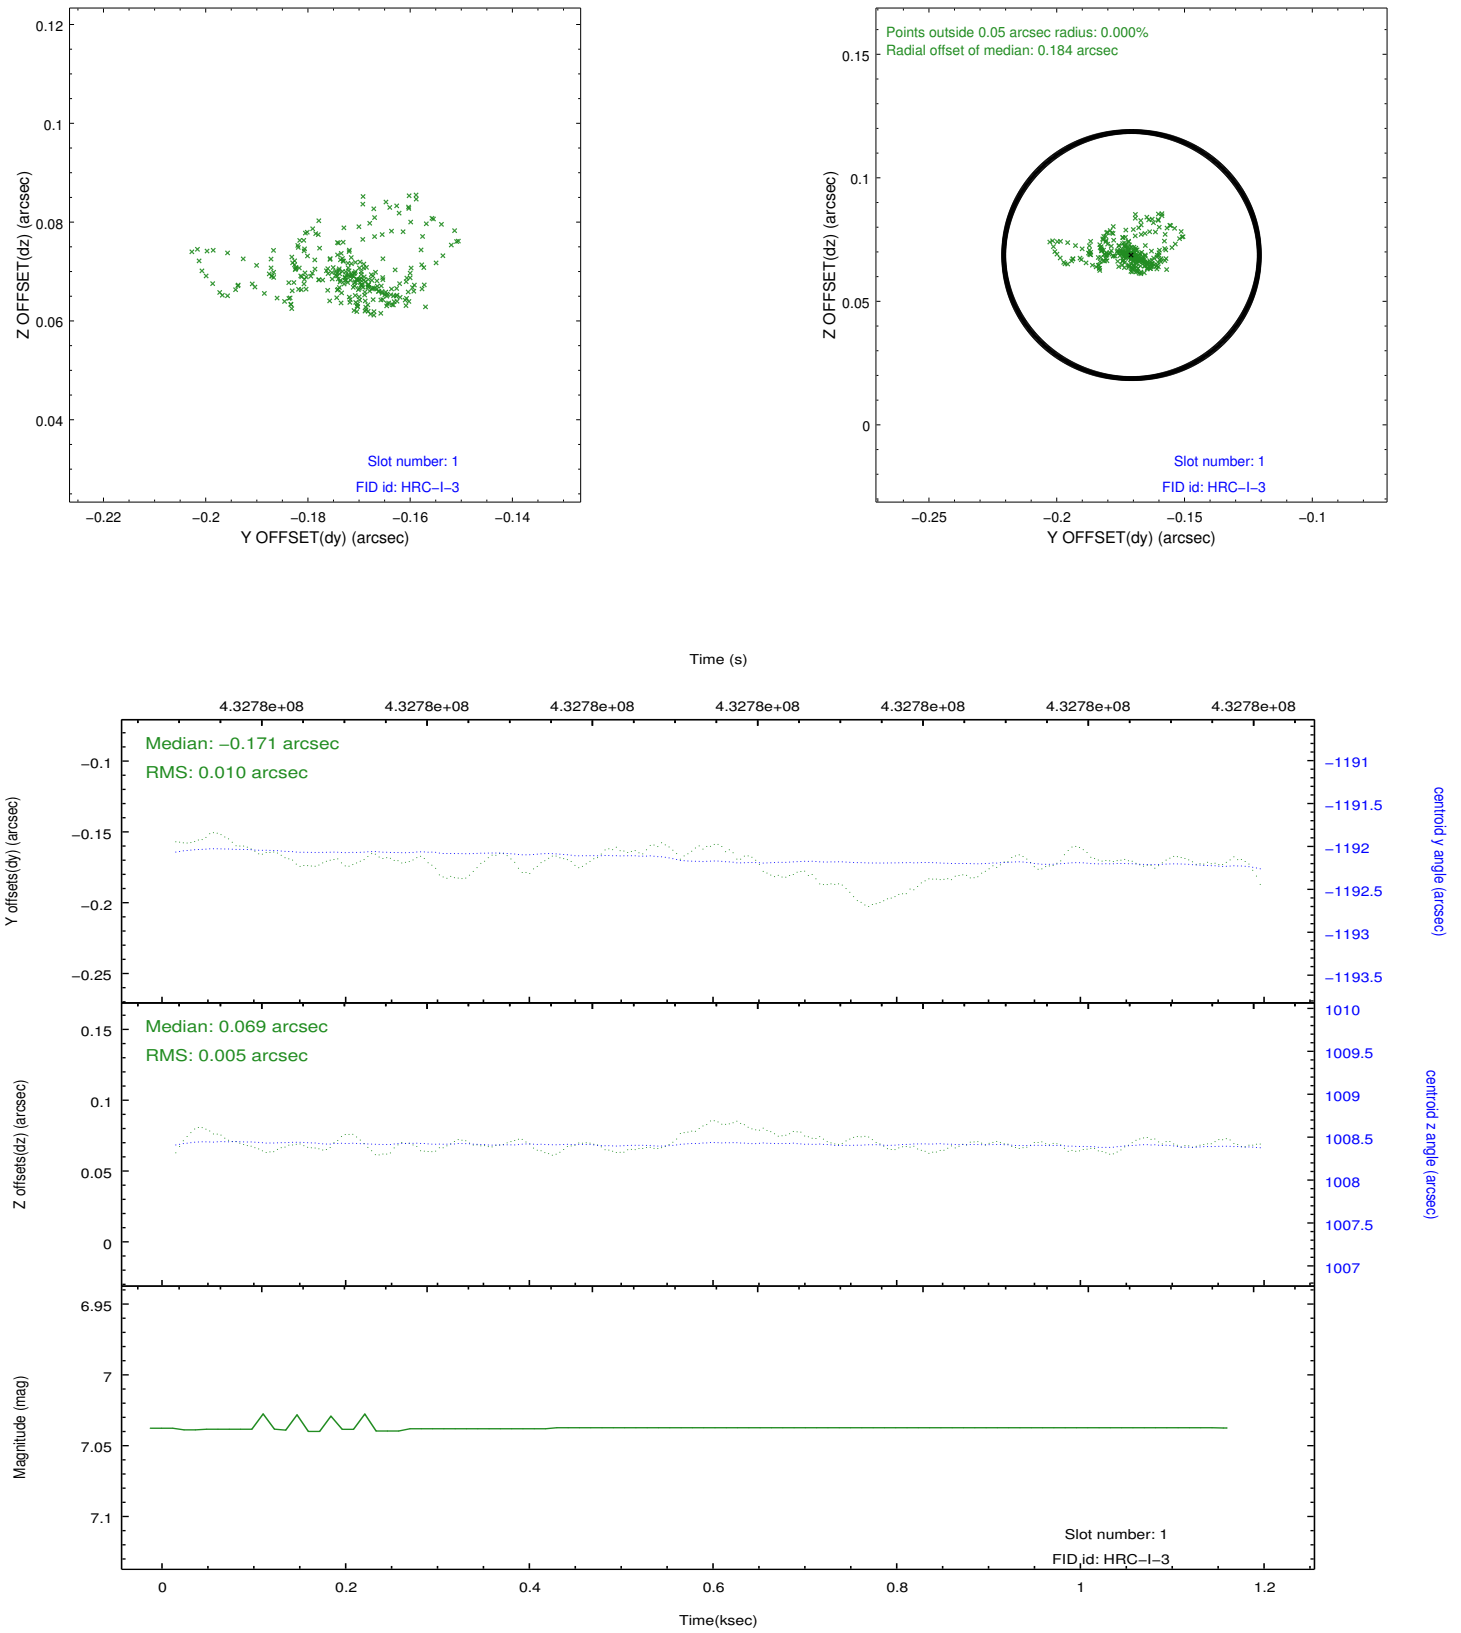 0.12
0.1
0.08
0.06
0.04
Z OFFSET(dz) (arcsec)
Slot number: 1
FID id: HRC−I−3
−0.22 −0.2 −0.18 −0.16 −0.14
Y OFFSET(dy) (arcsec)
Points outside 0.05 arcsec radius: 0.000%
Radial offset of median: 0.184 arcsec
0.15
0.1
0.05
0
Z OFFSET(dz) (arcsec)
Slot number: 1
FID id: HRC−I−3
−0.25 −0.2 −0.15 −0.1
Y OFFSET(dy) (arcsec)
Time (s)
4.3278e+08 4.3278e+08 4.3278e+08 4.3278e+08 4.3278e+08 4.3278e+08 4.3278e+08
Median: −0.171 arcsec
RMS: 0.010 arcsec
−0.1
−0.15
−0.2
−0.25
Y offsets(dy) (arcsec)
−1191
−1191.5
−1192
−1192.5
−1193
−1193.5
centroid y angle (arcsec)
Median: 0.069 arcsec
RMS: 0.005 arcsec
0.15
0.1
0.05
0
Z offsets(dz) (arcsec)
1010
1009.5
1009
1008.5
1008
1007.5
1007
centroid z angle (arcsec)
6.95
7
7.05
7.1
Magnitude (mag)
Slot number: 1
FID id: HRC−I−3
0 0.2 0.4 0.6 0.8 1 1.2
Time(ksec)